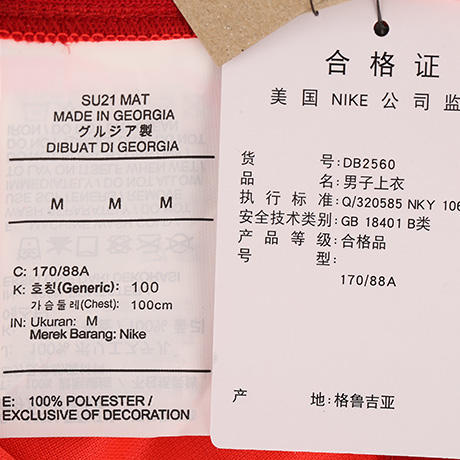 SU21 MAT
MADE IN GEORGIA
グルジア製
DIBUAT DI GEORGIA
M M M
C: 170/88A
K: 호칭(Generic): 100
가슴둘레(Chest): 100cm
IN: Ukuran: M
Merek Barang: Nike
E: 100% POLYESTER/
EXCLUSIVE OF DECORATION
合格证
美国 NIKE 公司监
货号:DB2560
品名:男子上衣
执行标准:Q/320585 NKY 106
安全技术类别:GB 18401 B类
产品等级:合格品
号型:
170/88A
产地:格鲁吉亚